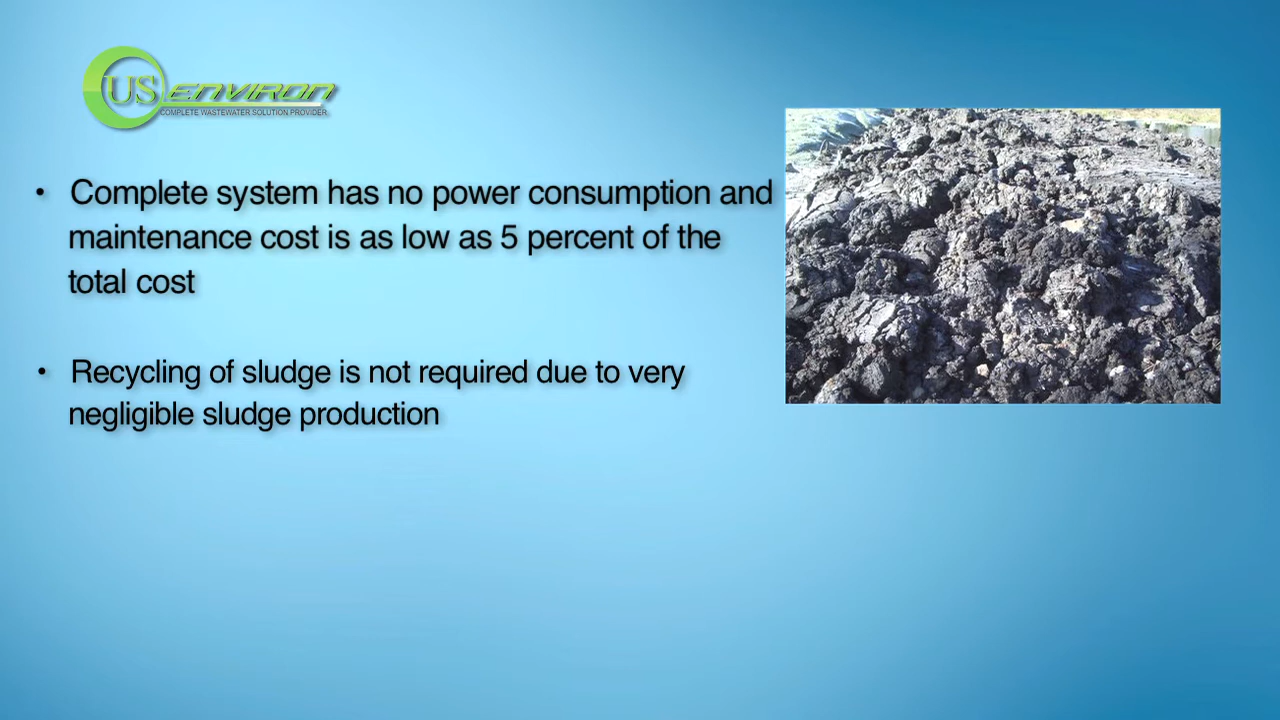 US ENVIRON
COMPLETE WASTEWATER SOLUTION PROVIDER
• Complete system has no power consumption and
maintenance cost is as low as 5 percent of the
total cost
• Recycling of sludge is not required due to very
negligible sludge production